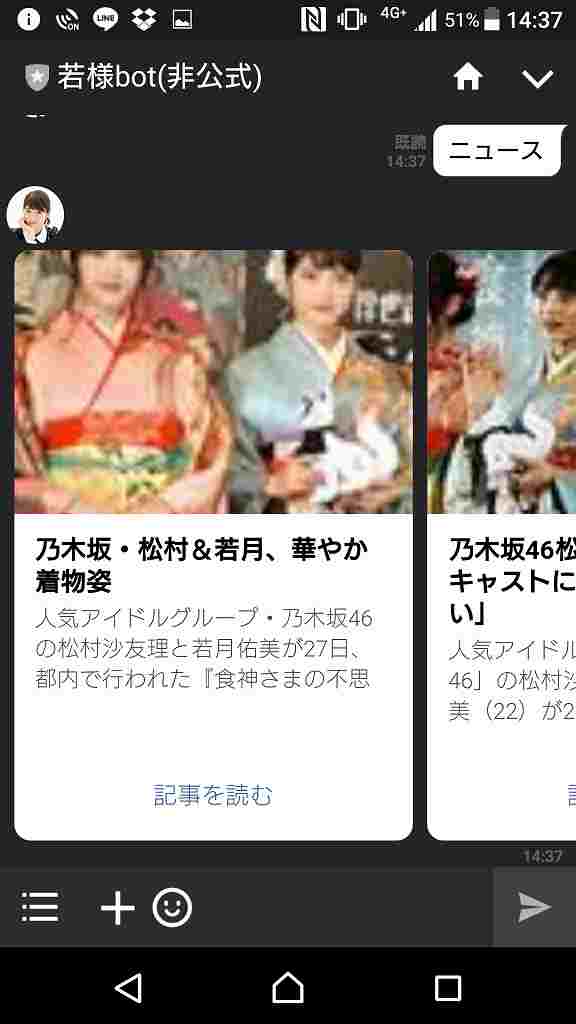 ON
LINE
4G+
51%
14:37
若様bot(非公式)
既読
14:37
ニュース
乃木坂・松村＆若月、華やか
着物姿
人気アイドルグループ・乃木坂46
の松村沙友理と若月佑美が27日、
都内で行われた『食神さまの不思
記事を読む
乃木坂46松
キャストに
い」
人気アイドル
46」の松村沙
美（22）が2
14:37